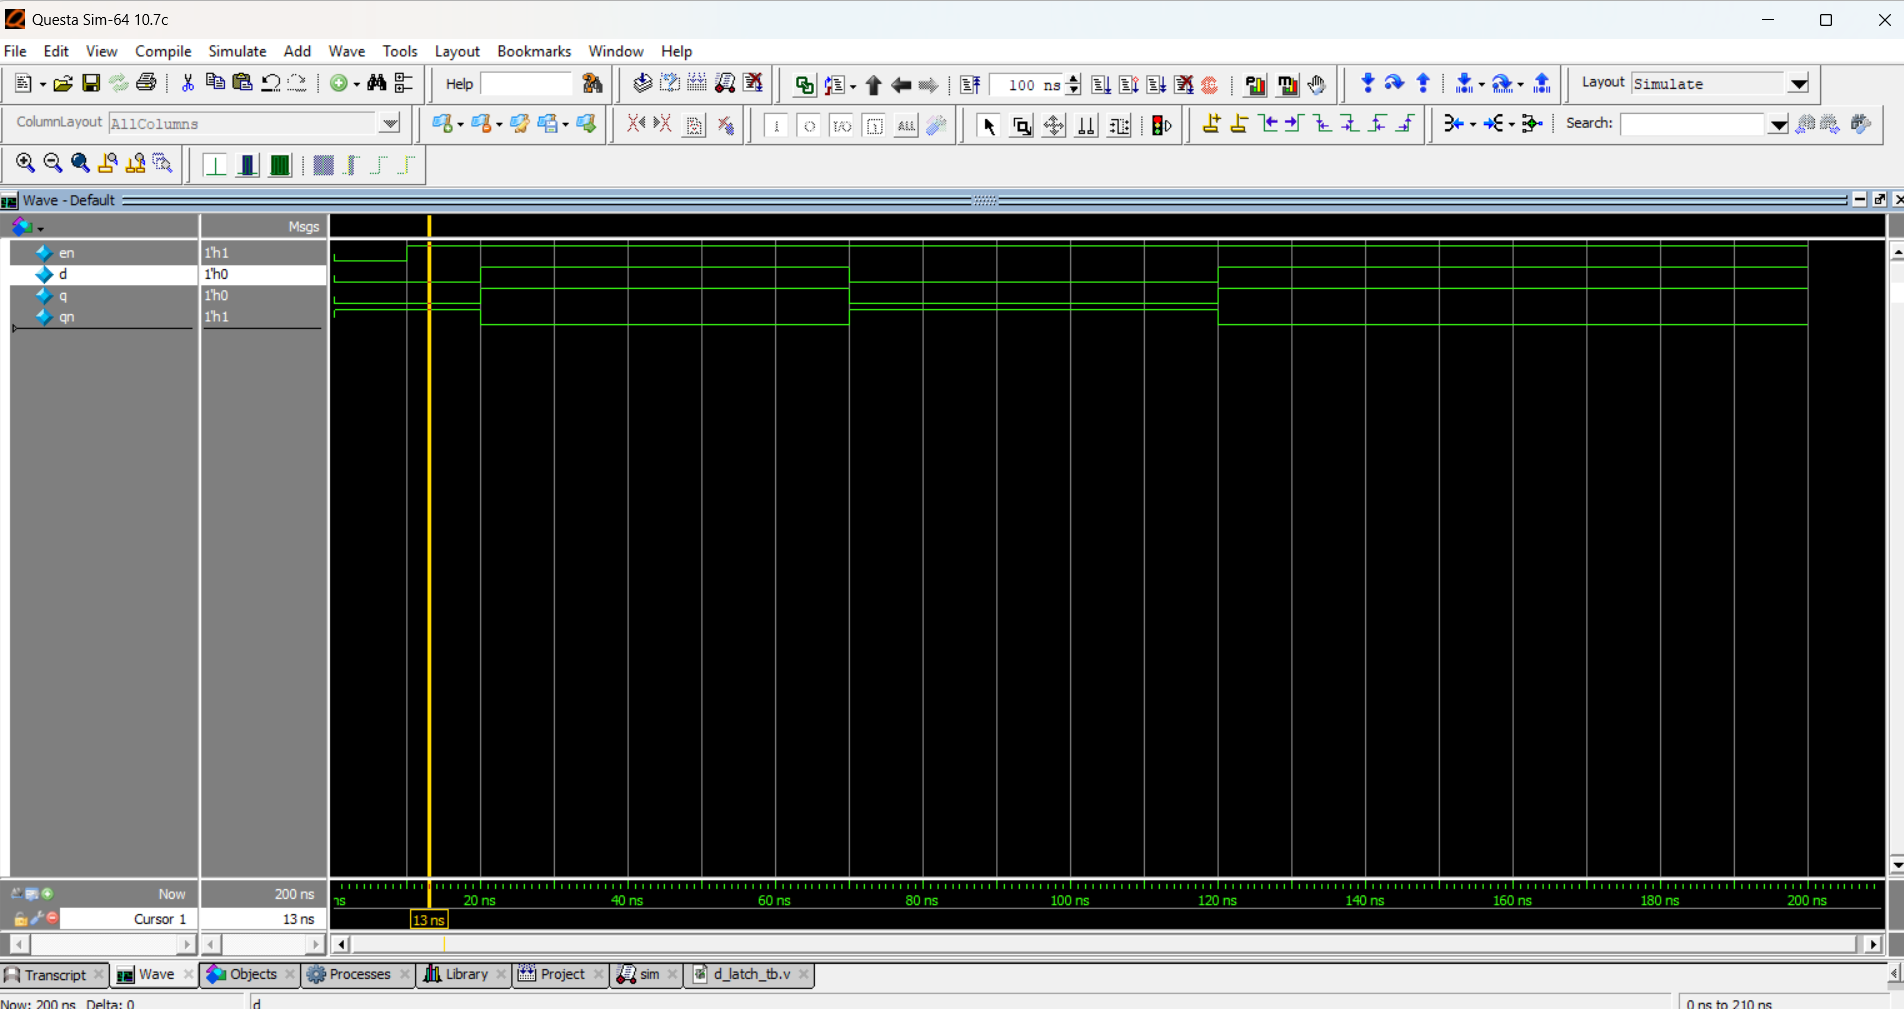 Questa Sim-64 10.7c
File Edit View Compile Simulate Add Wave Tools Layout Bookmarks Window Help
Help 100 ns Layout Simulate
ColumnLayout AllColumns I O I/O ALL Search:
Wave - Default
Msgs
en 1'h1
d 1'h0
q 1'h0
qn 1'h1
Now 200 ns
ns 20 ns 40 ns 60 ns 80 ns 100 ns 120 ns 140 ns 160 ns 180 ns 200 ns
Cursor 1 13 ns 13 ns
Transcript Wave Objects Processes Library Project sim d_latch_tb.v
Now: 200 ns Delta: 0 d 0 ns to 210 ns